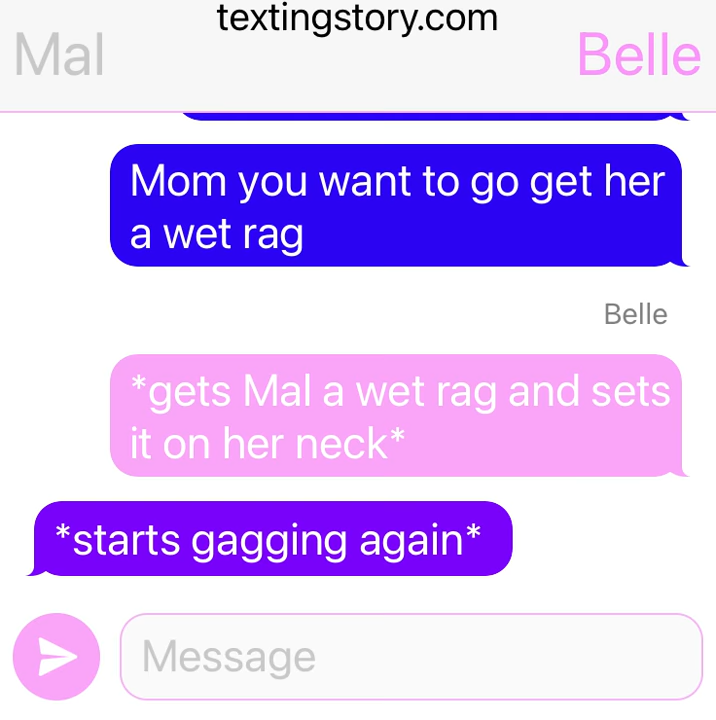 textingstory.com
Mal
Belle
Mom you want to go get her
a wet rag
Belle
*gets Mal a wet rag and sets
it on her neck*
*starts gagging again*
Message